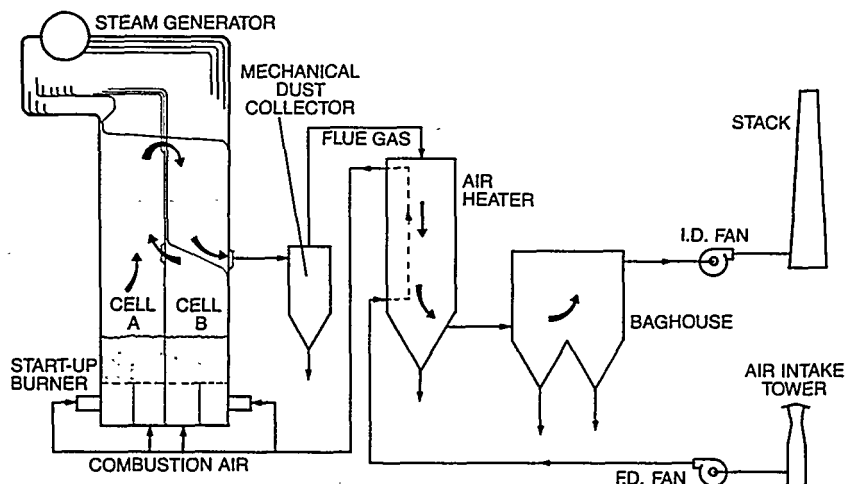 STEAM GENERATOR
MECHANICAL
DUST
COLLECTOR
FLUE GAS
STACK
AIR
HEATER
I.D. FAN
CELL
A
CELL
B
BAGHOUSE
START-UP
BURNER
AIR INTAKE
TOWER
COMBUSTION AIR
F.D. FAN